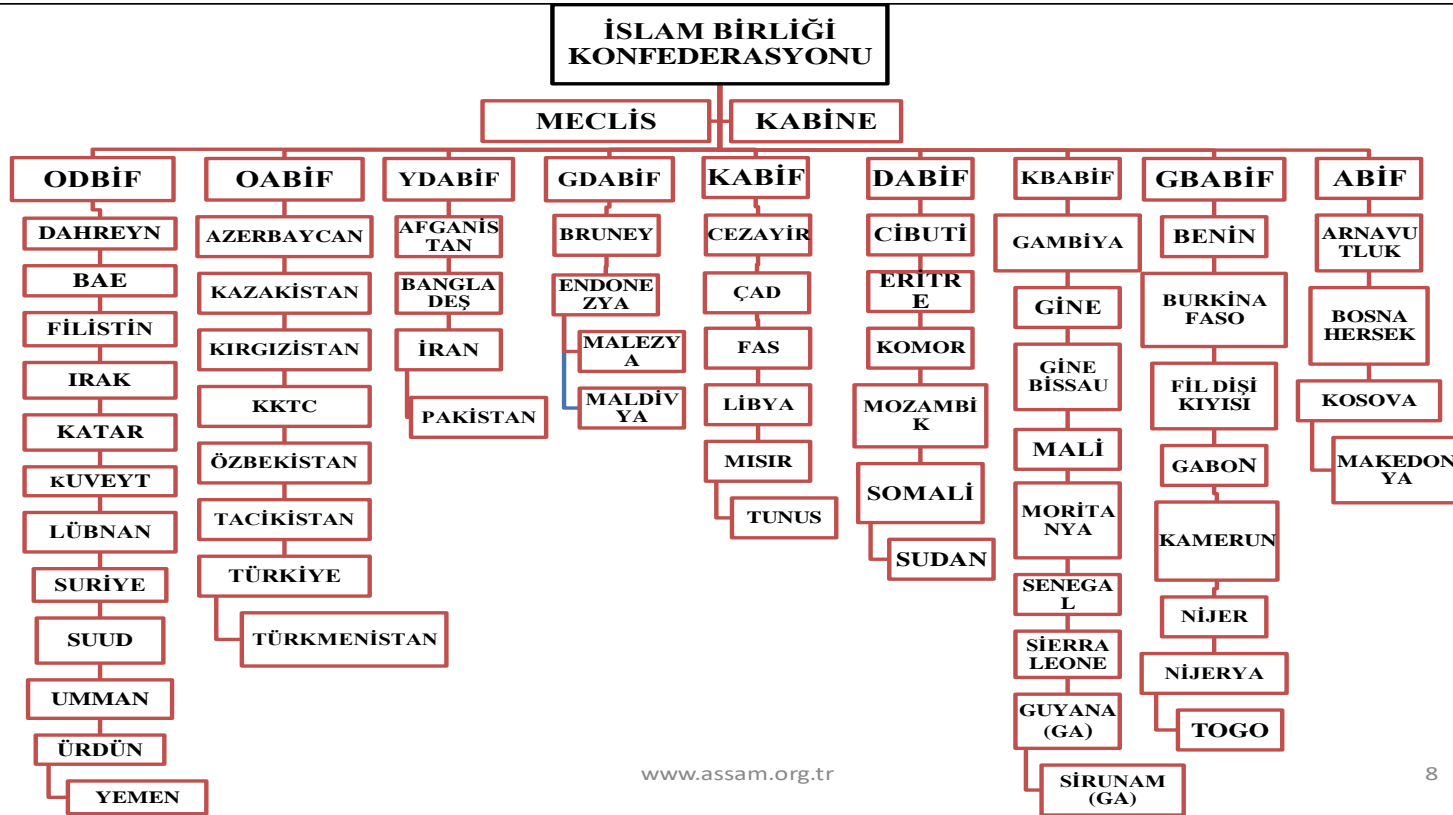 İSLAM BİRLİĞİ
KONFEDERASYONU
MECLİS
KABİNE
ODBİF
DAHREYN
BAE
FİLİSTİN
IRAK
KATAR
KUVEYT
LÜBNAN
SURİYE
SUUD
UMMAN
ÜRDÜN
YEMEN
OABİF
AZERBAYCAN
KAZAKİSTAN
KIRGIZİSTAN
KKTC
ÖZBEKİSTAN
TACİKİSTAN
TÜRKİYE
TÜRKMENİSTAN
YDABİF
AFGANİS
TAN
BANGLA
DEŞ
İRAN
PAKİSTAN
GDABİF
BRUNEY
ENDONE
ZYA
MALEZY
A
MALDİV
YA
KABİF
CEZAYİR
ÇAD
FAS
LİBYA
MISIR
TUNUS
DABİF
CİBUTİ
ERİTR
E
KOMOR
MOZAMBİ
K
SOMALİ
SUDAN
KBABİF
GAMBİYA
GİNE
GİNE
BİSSAU
MALİ
MORİTA
NYA
SENEGA
L
SİERRA
LEONE
GUYANA
(GA)
SİRUNAM
(GA)
GBABİF
BENİN
BURKİNA
FASO
FİL DİŞİ
KIYISI
GABON
KAMERUN
NİJER
NİJERYA
TOGO
ABİF
ARNAVU
TLUK
BOSNA
HERSEK
KOSOVA
MAKEDON
YA
www.assam.org.tr
8